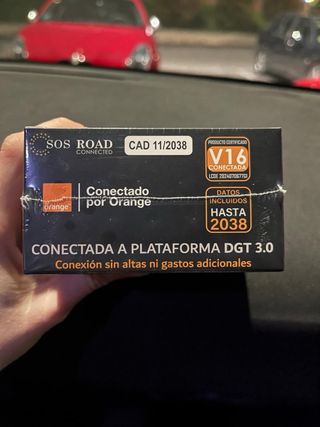 SOS ROAD
CONNECTED
CAD 11/2038
PRODUCTO CERTIFICADO
V16
CONECTADA
orange
Conectado
por Orange
DATOS
INCLUIDOS
HASTA
2038
CONECTADA A PLATAFORMA DGT 3.0
Conexión sin altas ni gastos adicionales